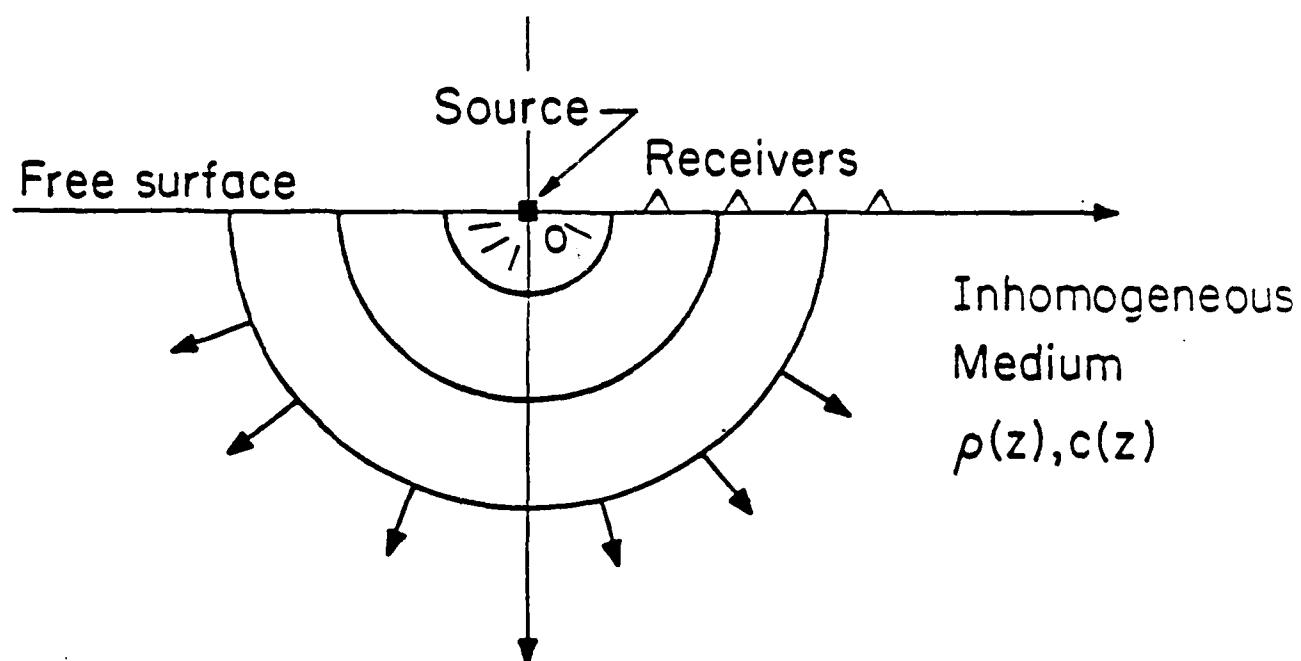 Source
Receivers
Free surface
O
Inhomogeneous
Medium
ρ(z),c(z)